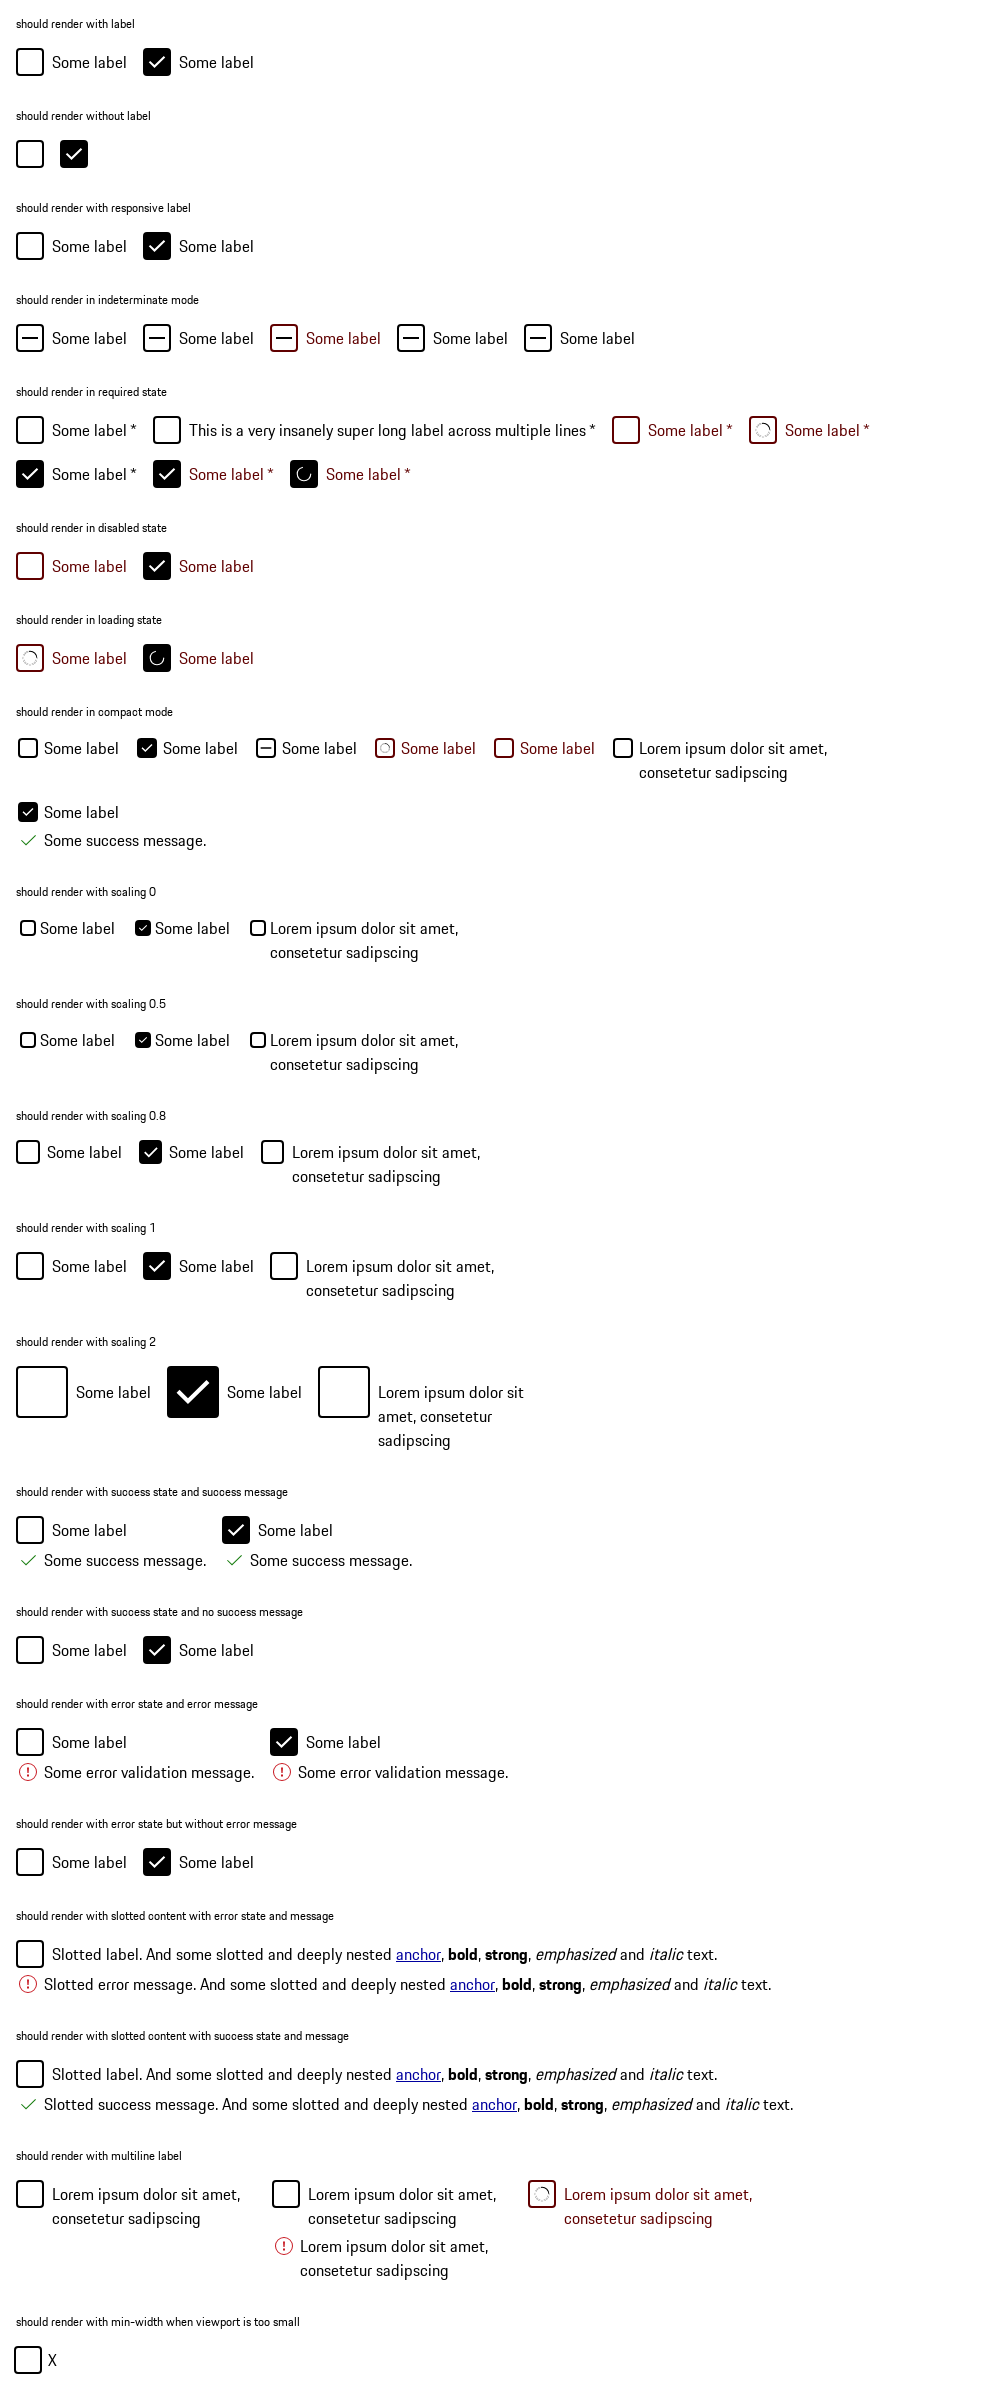 should render with label
Some label Some label
should render without label
should render with responsive label
Some label Some label
should render in indeterminate mode
Some label Some label Some label Some label Some label
should render in required state
Some label * This is a very insanely super long label across multiple lines * Some label * Some label *
Some label * Some label * Some label *
should render in disabled state
Some label Some label
should render in loading state
Some label Some label
should render in compact mode
Some label Some label Some label Some label Some label Lorem ipsum dolor sit amet,
consetetur sadipscing
Some label
Some success message.
should render with scaling 0
Some label Some label Lorem ipsum dolor sit amet,
consetetur sadipscing
should render with scaling 0.5
Some label Some label Lorem ipsum dolor sit amet,
consetetur sadipscing
should render with scaling 0.8
Some label Some label Lorem ipsum dolor sit amet,
consetetur sadipscing
should render with scaling 1
Some label Some label Lorem ipsum dolor sit amet,
consetetur sadipscing
should render with scaling 2
Some label Some label Lorem ipsum dolor sit
amet, consetetur
sadipscing
should render with success state and success message
Some label Some label
Some success message. Some success message.
should render with success state and no success message
Some label Some label
should render with error state and error message
Some label Some label
Some error validation message. Some error validation message.
should render with error state but without error message
Some label Some label
should render with slotted content with error state and message
Slotted label. And some slotted and deeply nested anchor, bold, strong, emphasized and italic text.
Slotted error message. And some slotted and deeply nested anchor, bold, strong, emphasized and italic text.
should render with slotted content with success state and message
Slotted label. And some slotted and deeply nested anchor, bold, strong, emphasized and italic text.
Slotted success message. And some slotted and deeply nested anchor, bold, strong, emphasized and italic text.
should render with multiline label
Lorem ipsum dolor sit amet, Lorem ipsum dolor sit amet, Lorem ipsum dolor sit amet,
consetetur sadipscing consetetur sadipscing consetetur sadipscing
Lorem ipsum dolor sit amet,
consetetur sadipscing
should render with min-width when viewport is too small
X